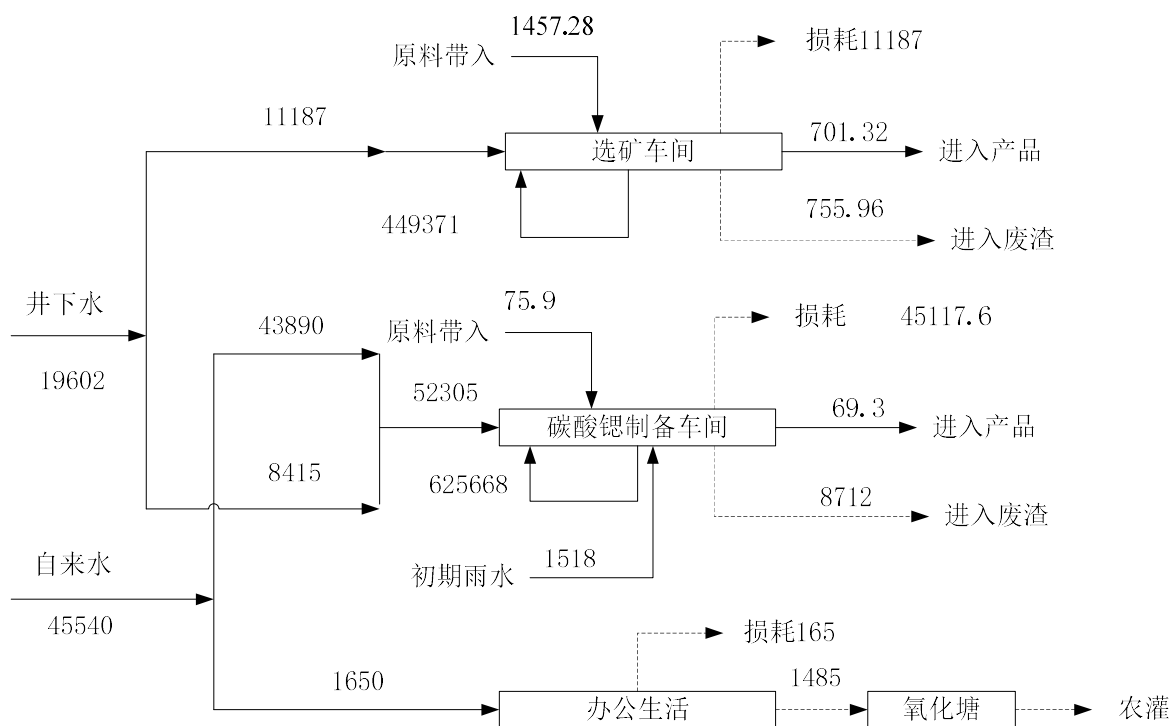 1457.28
原料带入
损耗11187
11187
选矿车间
701.32
进入产品
449371
755.96
进入废渣
井下水
19602
43890
75.9
原料带入
损耗 45117.6
52305
碳酸锶制备车间
69.3
进入产品
8415
625668
8712
进入废渣
自来水
45540
初期雨水
1518
损耗165
1650
办公生活
1485
氧化塘
农灌